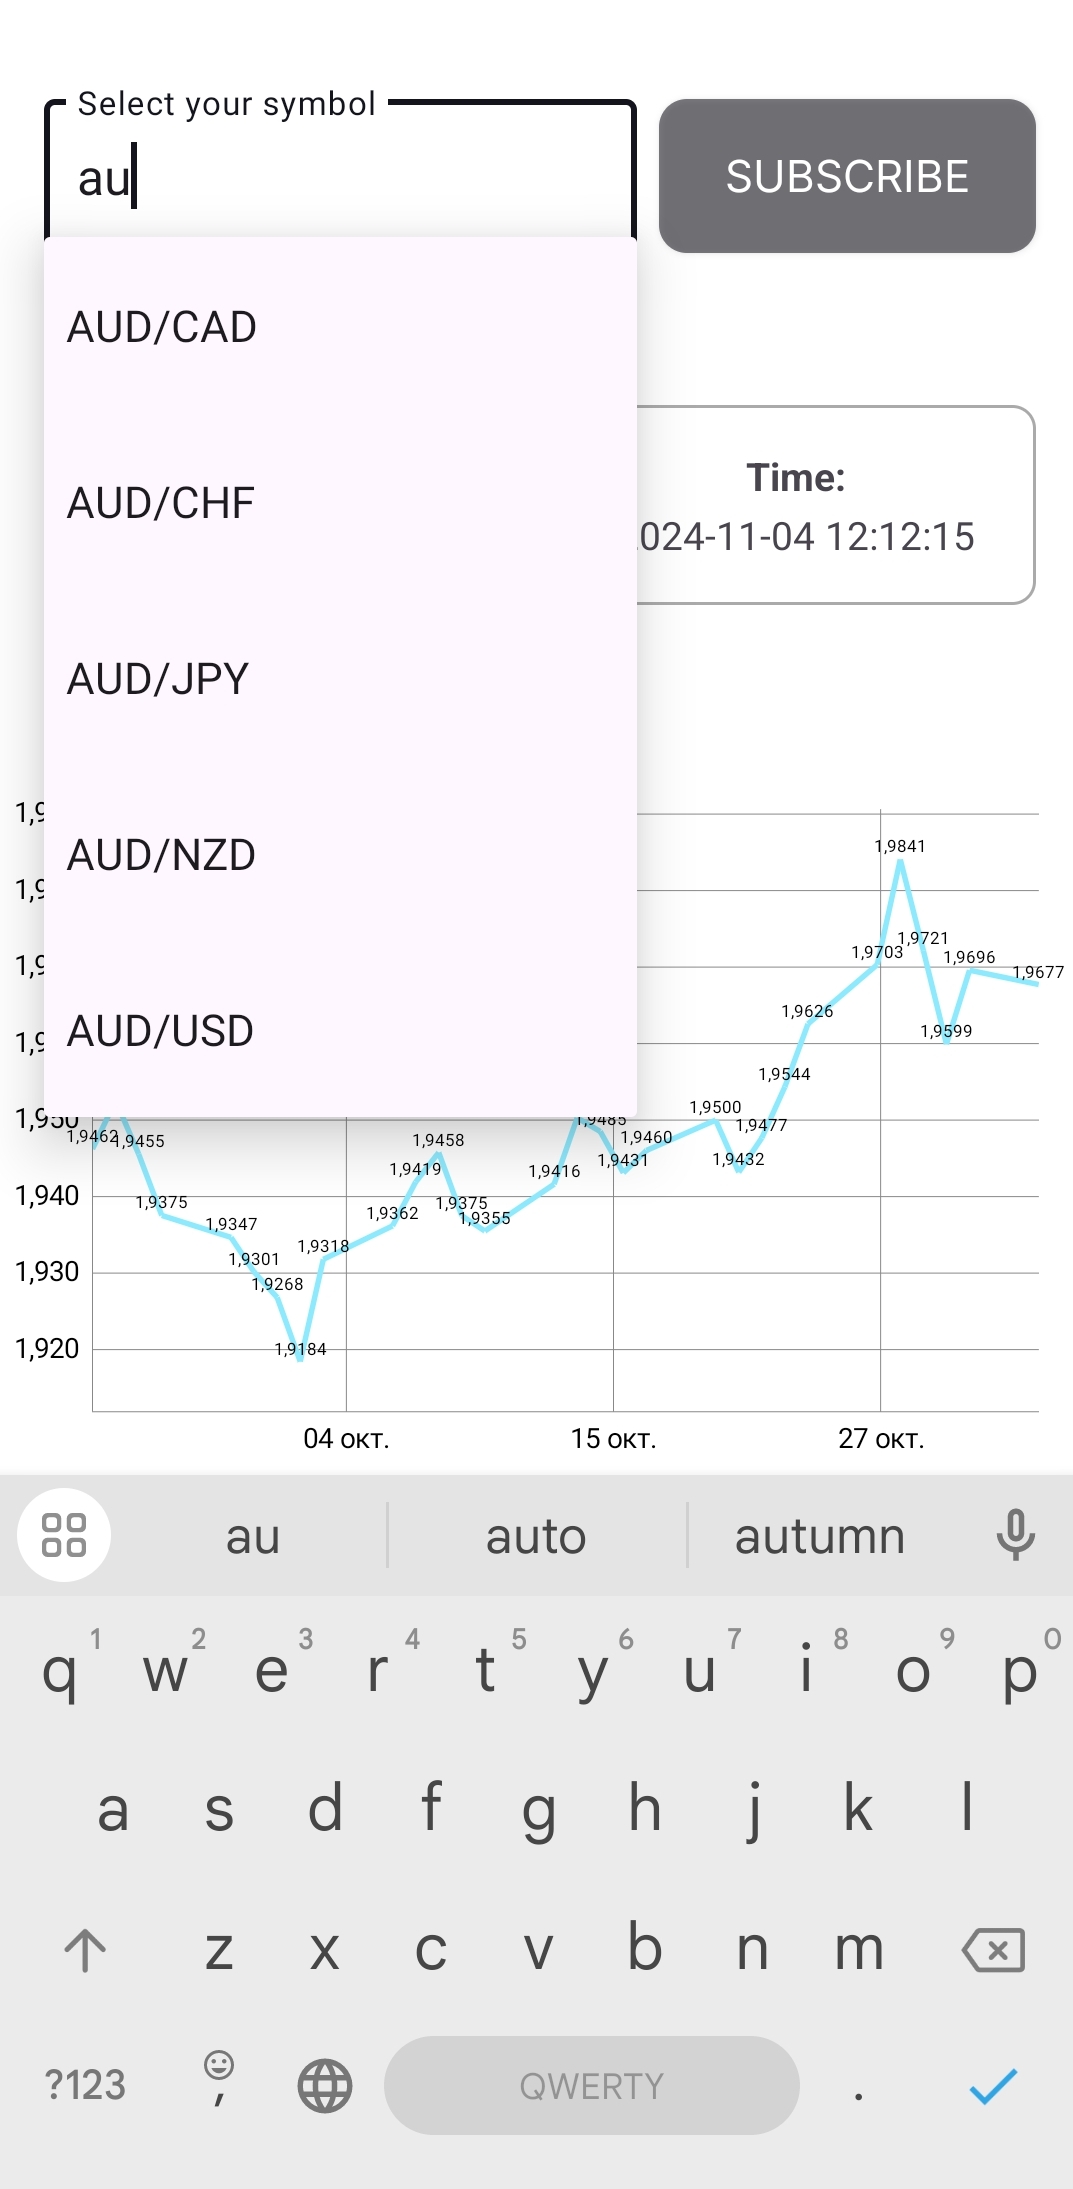 Select your symbol
au
SUBSCRIBE
AUD/CAD
AUD/CHF
AUD/JPY
AUD/NZD
AUD/USD
Time:
024-11-04 12:12:15
1,9
1,9
1,9
1,9
1,950
1,940
1,930
1,920
1,9841
1,9721
1,9703
1,9696
1,9677
1,9626
1,9599
1,9544
1,9500
1,9485
1,9477
1,9462
1,9455
1,9458
1,9460
1,9431
1,9432
1,9419
1,9416
1,9375
1,9375
1,9362
1,9355
1,9347
1,9318
1,9301
1,9268
1,9184
04 окт.
15 окт.
27 окт.
au auto autumn
1 2 3 4 5 6 7 8 9 0
q w e r t y u i o p
a s d f g h j k l
z x c v b n m
?123 , QWERTY .